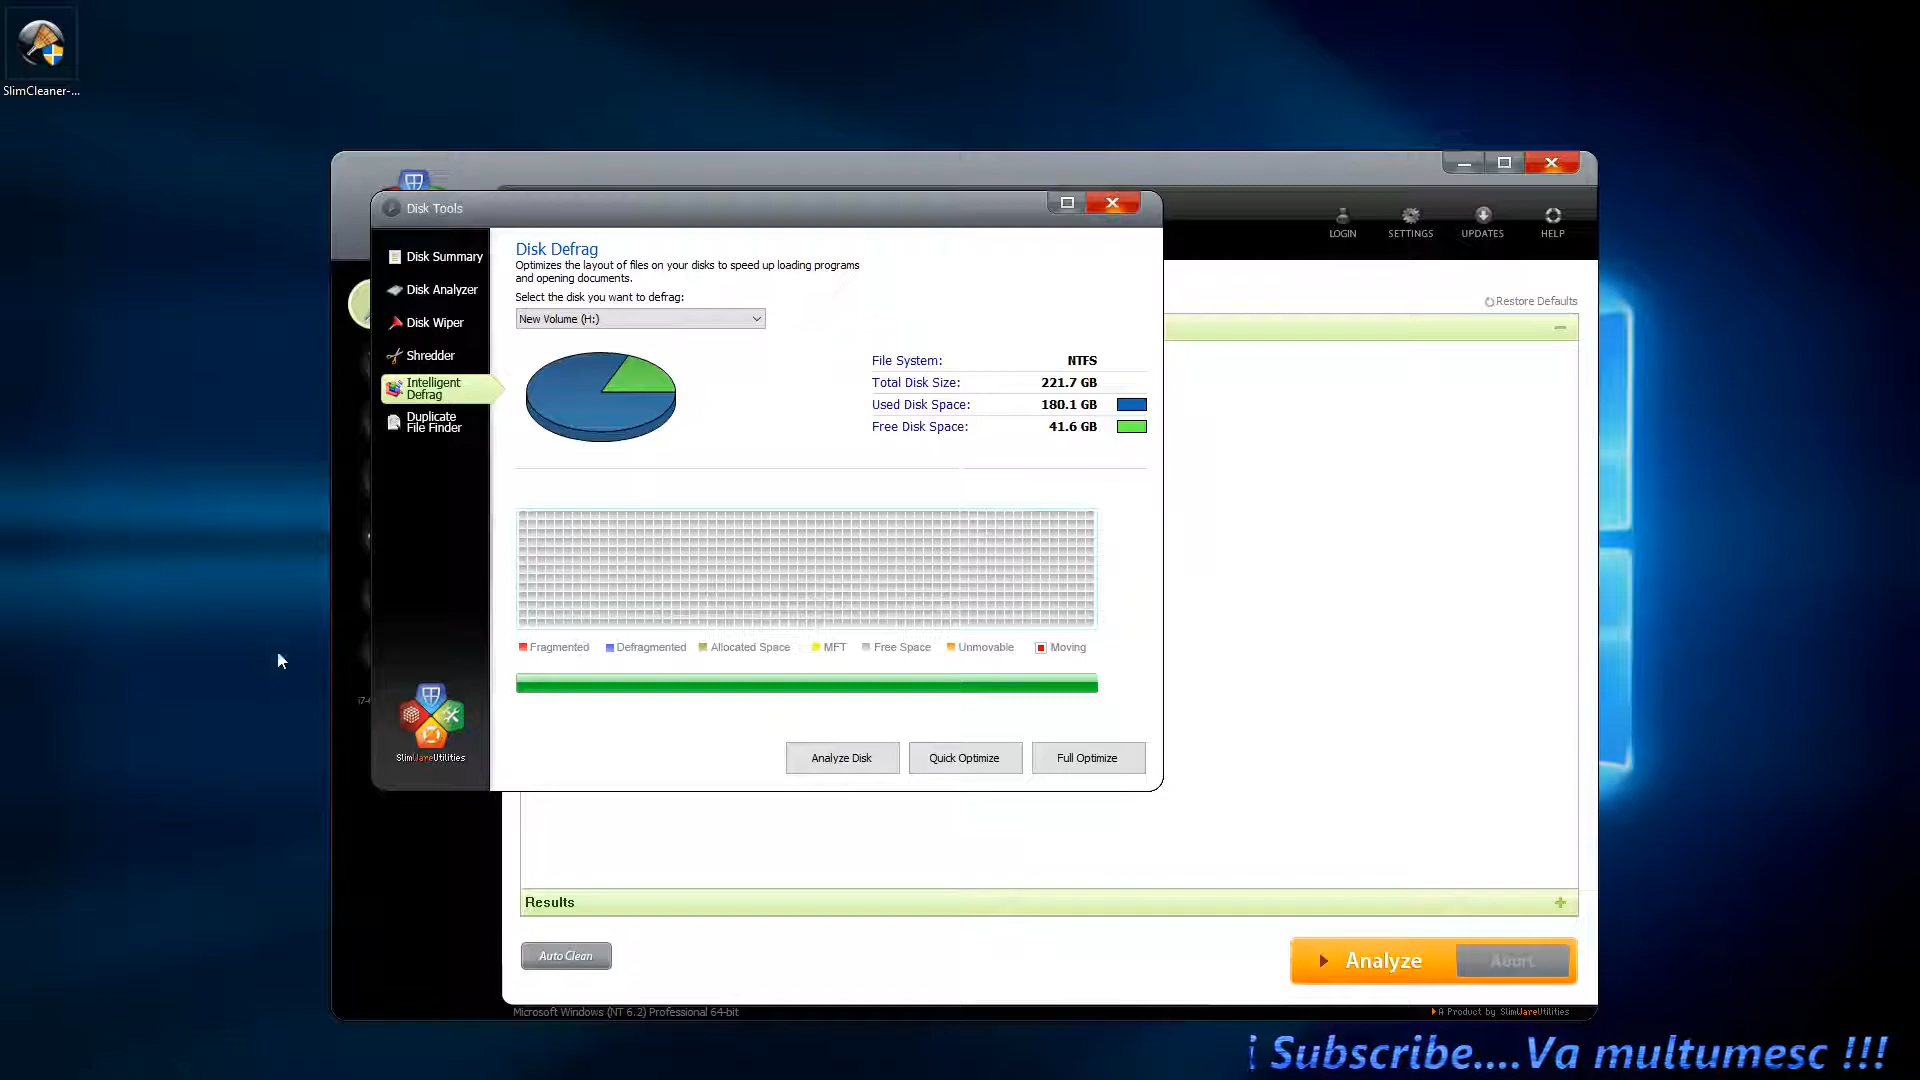 SlimCleaner-...
Disk Tools
LOGIN
SETTINGS
UPDATES
HELP
Disk Summary
Disk Analyzer
Disk Wiper
Shredder
Intelligent
Defrag
Duplicate
File Finder
SlimWareUtilities
Disk Defrag
Optimizes the layout of files on your disks to speed up loading programs
and opening documents.
Select the disk you want to defrag:
New Volume (H:)
File System: NTFS
Total Disk Size: 221.7 GB
Used Disk Space: 180.1 GB
Free Disk Space: 41.6 GB
Fragmented Defragmented Allocated Space MFT Free Space Unmovable Moving
Analyze Disk Quick Optimize Full Optimize
Restore Defaults
Results
Auto Clean
Analyze
Abort
Microsoft Windows (NT 6.2) Professional 64-bit
A Product by SlimWareUtilities
i Subscribe....Va multumesc !!!